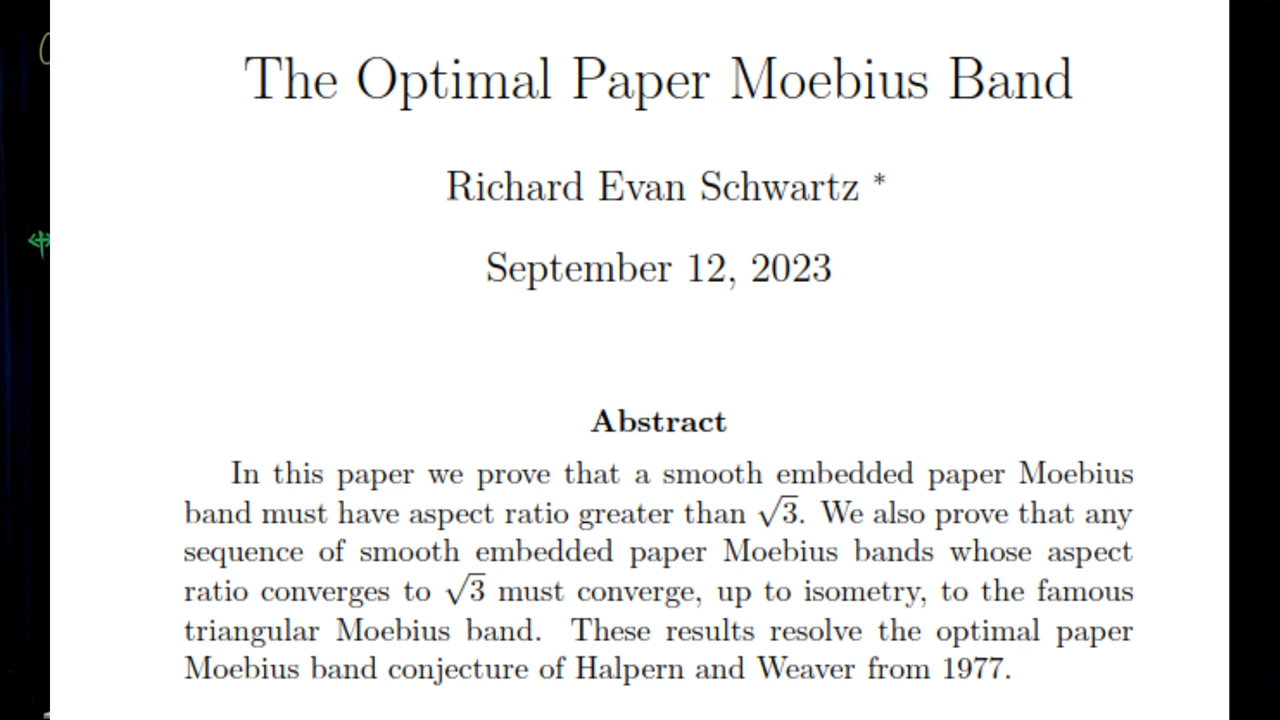 The Optimal Paper Moebius Band
Richard Evan Schwartz *
September 12, 2023
Abstract
In this paper we prove that a smooth embedded paper Moebius
band must have aspect ratio greater than √3. We also prove that any
sequence of smooth embedded paper Moebius bands whose aspect
ratio converges to √3 must converge, up to isometry, to the famous
triangular Moebius band. These results resolve the optimal paper
Moebius band conjecture of Halpern and Weaver from 1977.